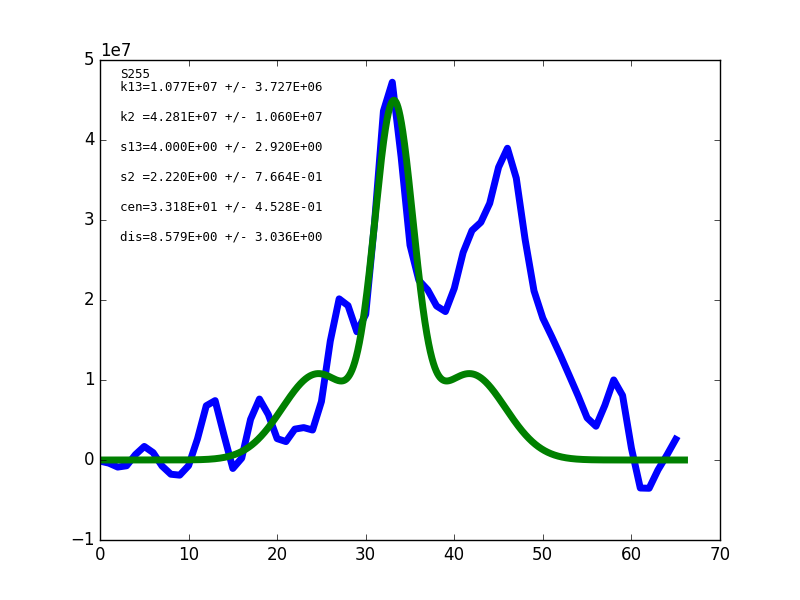 1e7
S255
k13=1.077E+07 +/- 3.727E+06
k2 =4.281E+07 +/- 1.060E+07
s13=4.000E+00 +/- 2.920E+00
s2 =2.220E+00 +/- 7.664E-01
cen=3.318E+01 +/- 4.528E-01
dis=8.579E+00 +/- 3.036E+00
5
4
3
2
1
0
−1
0 10 20 30 40 50 60 70